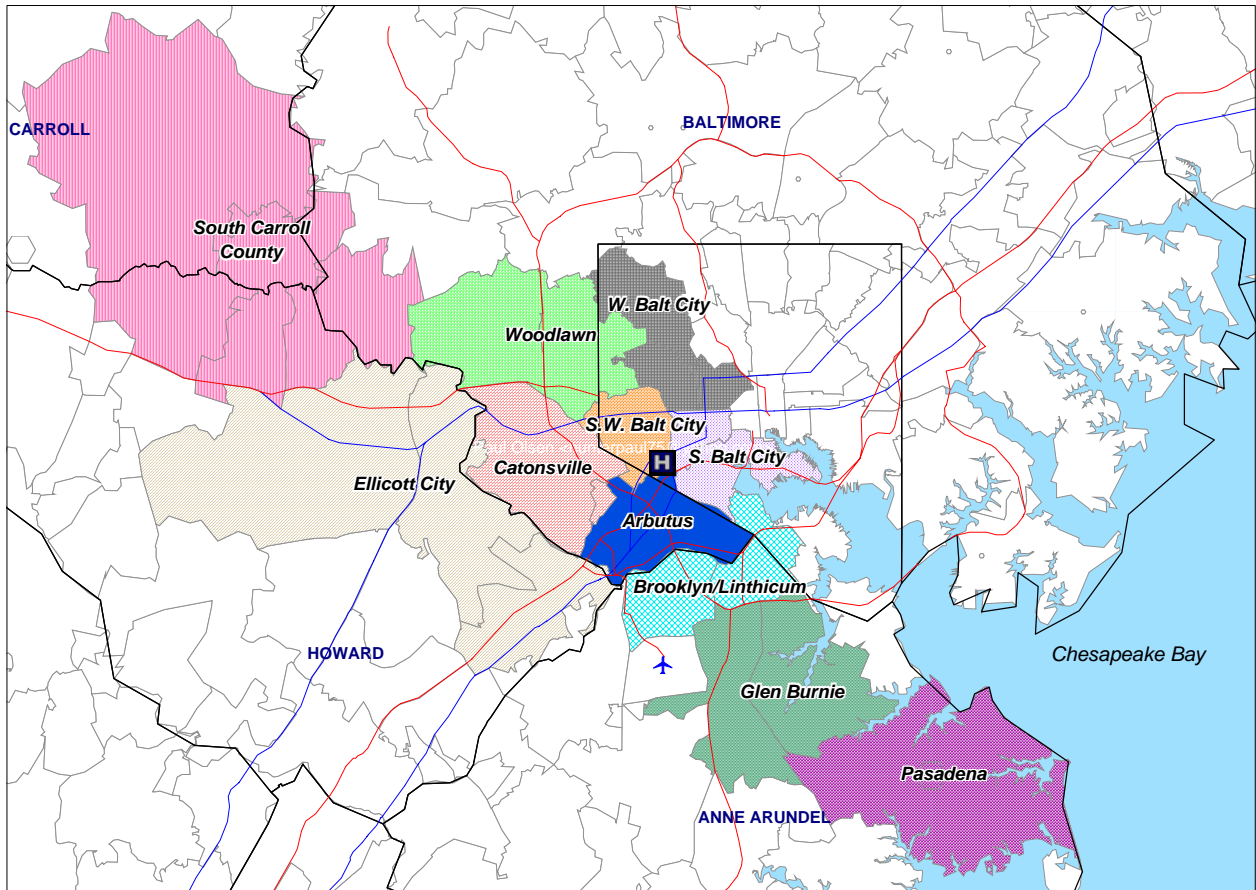 CARROLL
BALTIMORE
South Carroll
County
W. Balt City
Woodlawn
S.W. Balt City
S. Balt City
Catonsville
H
Ellicott City
Arbutus
Brooklyn/Linthicum
HOWARD
Chesapeake Bay
Glen Burnie
Pasadena
ANNE ARUNDEL